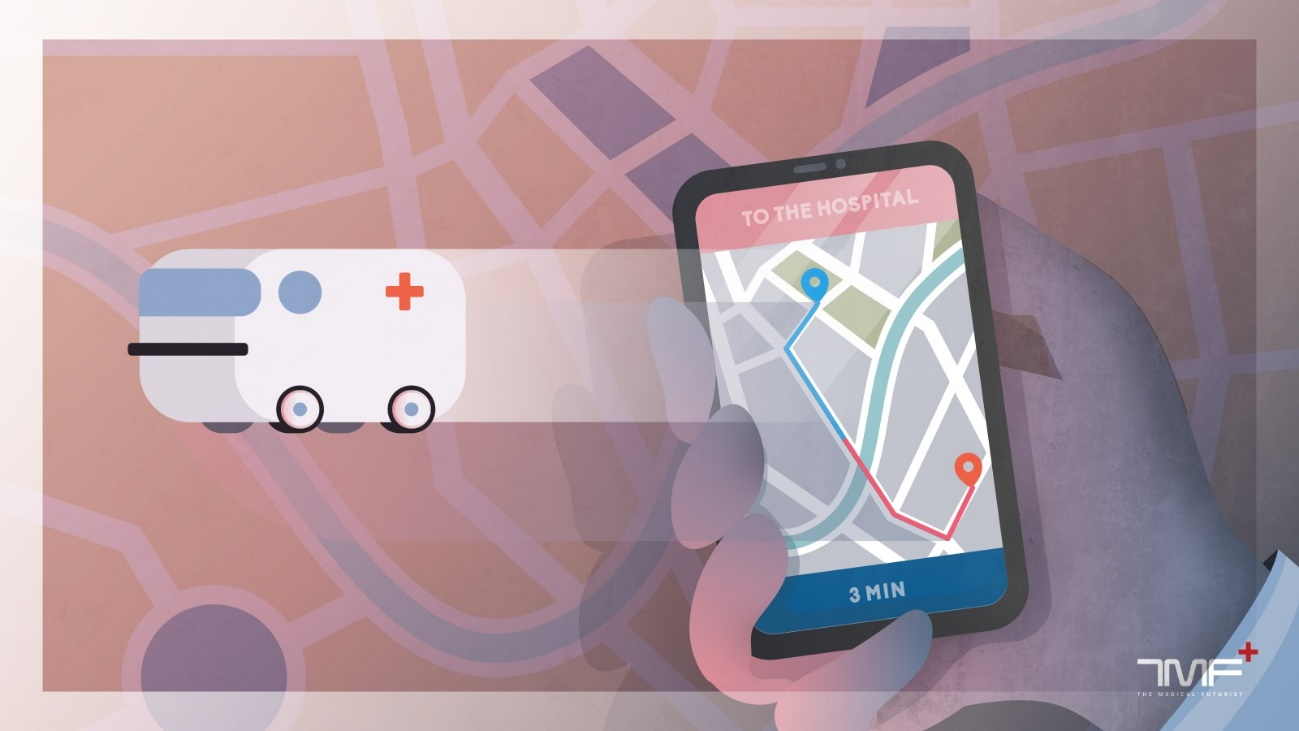 TO THE HOSPITAL
3 MIN
TMF
THE MEDICAL FUTURIST